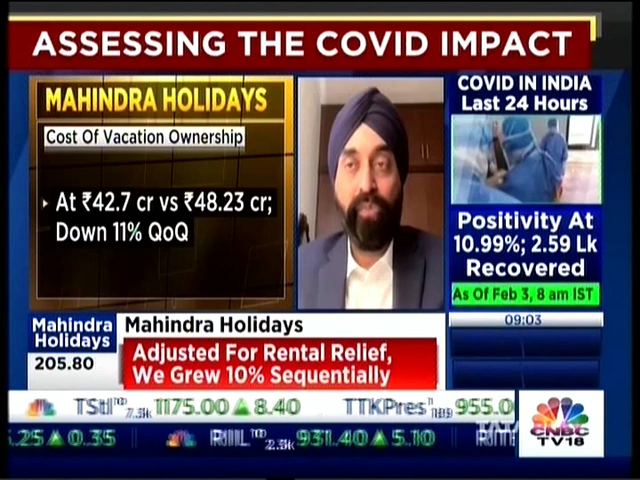 ASSESSING THE COVID IMPACT
MAHINDRA HOLIDAYS
Cost Of Vacation Ownership
At ₹42.7 cr vs ₹48.23 cr;
Down 11% QoQ
COVID IN INDIA
Last 24 Hours
Positivity At
10.99%; 2.59 Lk
Recovered
As Of Feb 3, 8 am IST
09:03
Mahindra
Holidays
205.80
Mahindra Holidays
Adjusted For Rental Relief,
We Grew 10% Sequentially
1175.00 ▲ 8.40 TTKPres 955.0
.25 ▲ 0.35 931.40 ▲ 5.10
CNBC
TV18